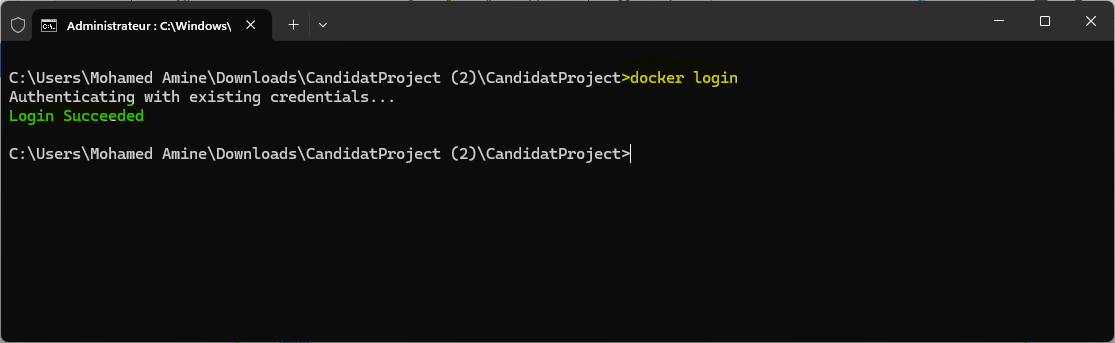 Administrateur : C:\Windows\
C:\Users\Mohamed Amine\Downloads\CandidatProject (2)\CandidatProject>docker login
Authenticating with existing credentials...
Login Succeeded
C:\Users\Mohamed Amine\Downloads\CandidatProject (2)\CandidatProject>